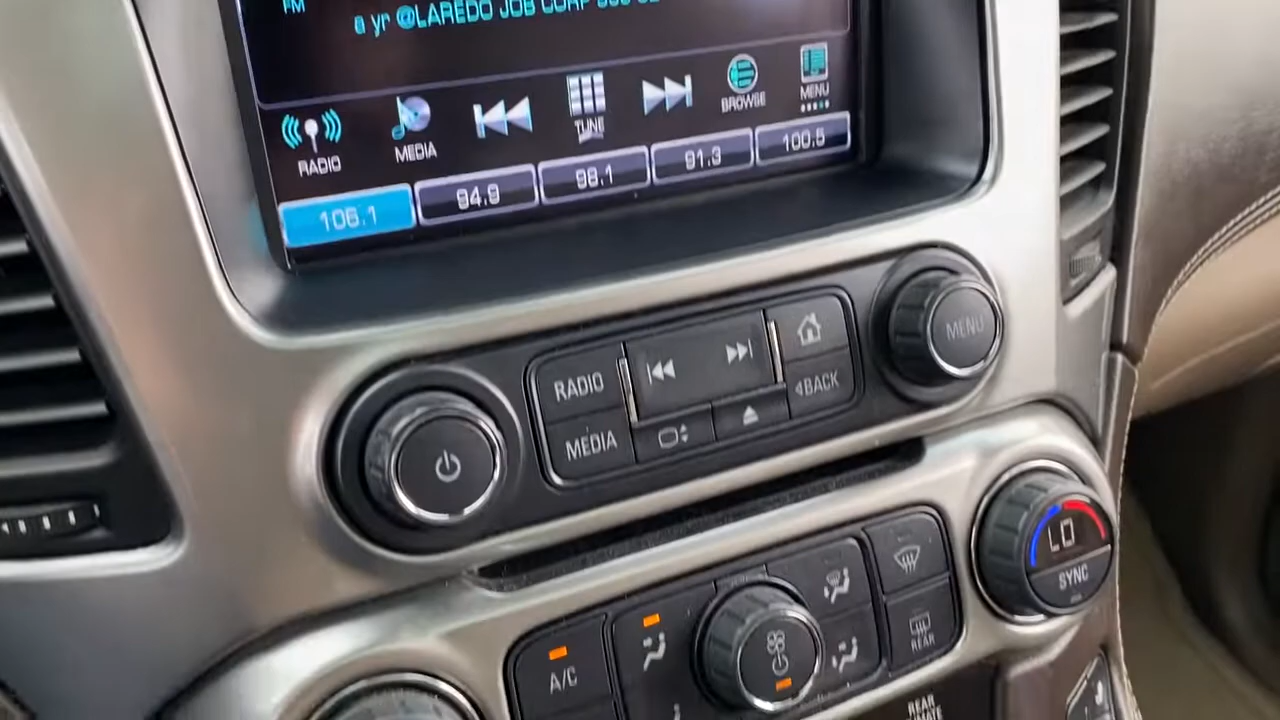 FM
a yr @LAREDO JOB CORP
RADIO
MEDIA
TUNE
BROWSE
MENU
106.1
94.9
98.1
91.3
100.5
RADIO
MEDIA
BACK
MENU
LO
SYNC
A/C
REAR
REAR